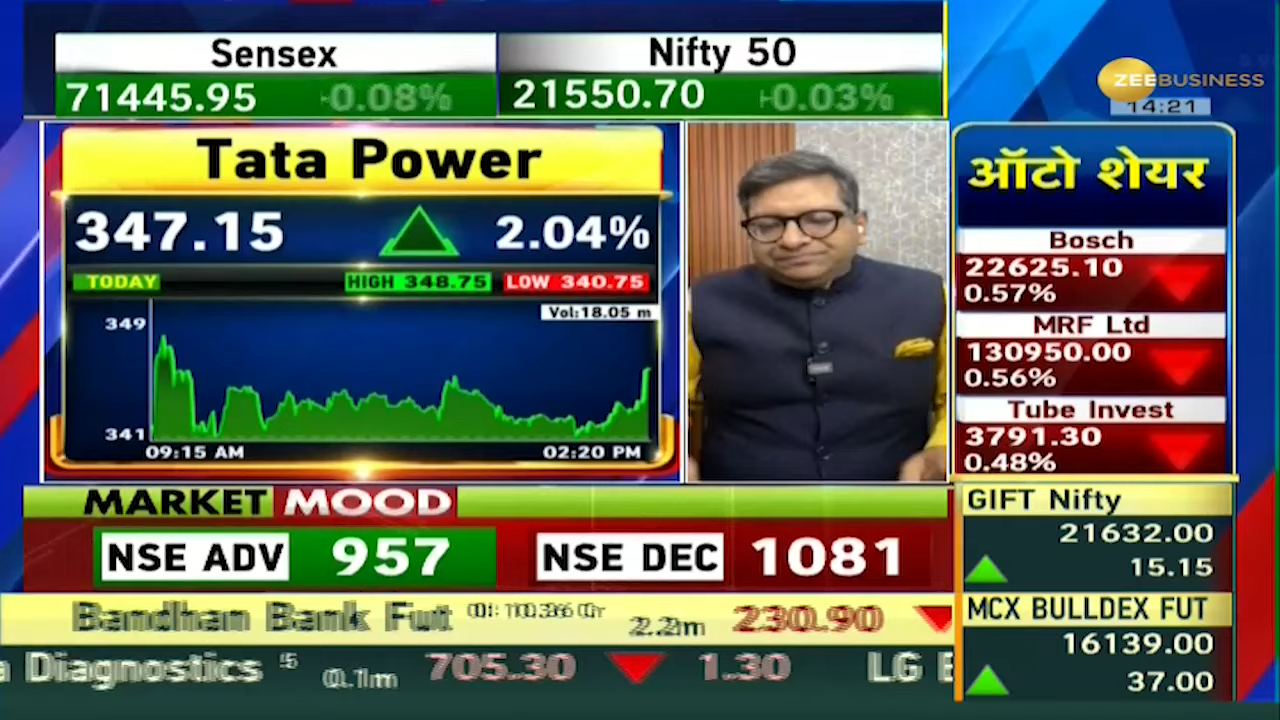 Sensex
71445.95 +0.08%
Nifty 50
21550.70 +0.03%
ZEEBUSINESS
14:21
Tata Power
347.15 2.04%
TODAY HIGH 348.75 LOW 340.75
Vol:18.05 m
349
341
09:15 AM 02:20 PM
ऑटो शेयर
Bosch
22625.10
0.57%
MRF Ltd
130950.00
0.56%
Tube Invest
3791.30
0.48%
MARKET MOOD
NSE ADV 957 NSE DEC 1081
GIFT Nifty
21632.00
15.15
MCX BULLDEX FUT
16139.00
37.00
Bandhan Bank Fut 2.2m 230.90
a Diagnostics 0.1m 705.30 1.30 LG E